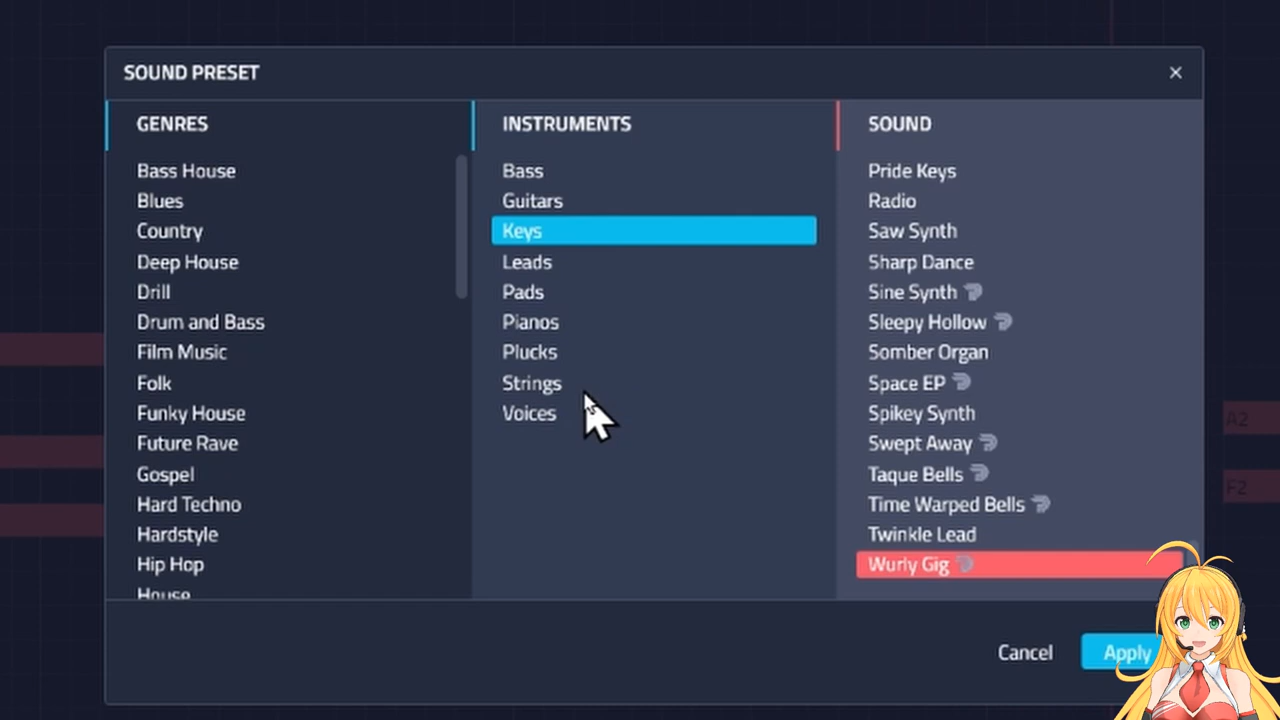 SOUND PRESET
×
GENRES
Bass House
Blues
Country
Deep House
Drill
Drum and Bass
Film Music
Folk
Funky House
Future Rave
Gospel
Hard Techno
Hardstyle
Hip Hop
House
INSTRUMENTS
Bass
Guitars
Keys
Leads
Pads
Pianos
Plucks
Strings
Voices
SOUND
Pride Keys
Radio
Saw Synth
Sharp Dance
Sine Synth
Sleepy Hollow
Somber Organ
Space EP
Spikey Synth
Swept Away
Taque Bells
Time Warped Bells
Twinkle Lead
Wurly Gig
A2
F2
Cancel
Apply